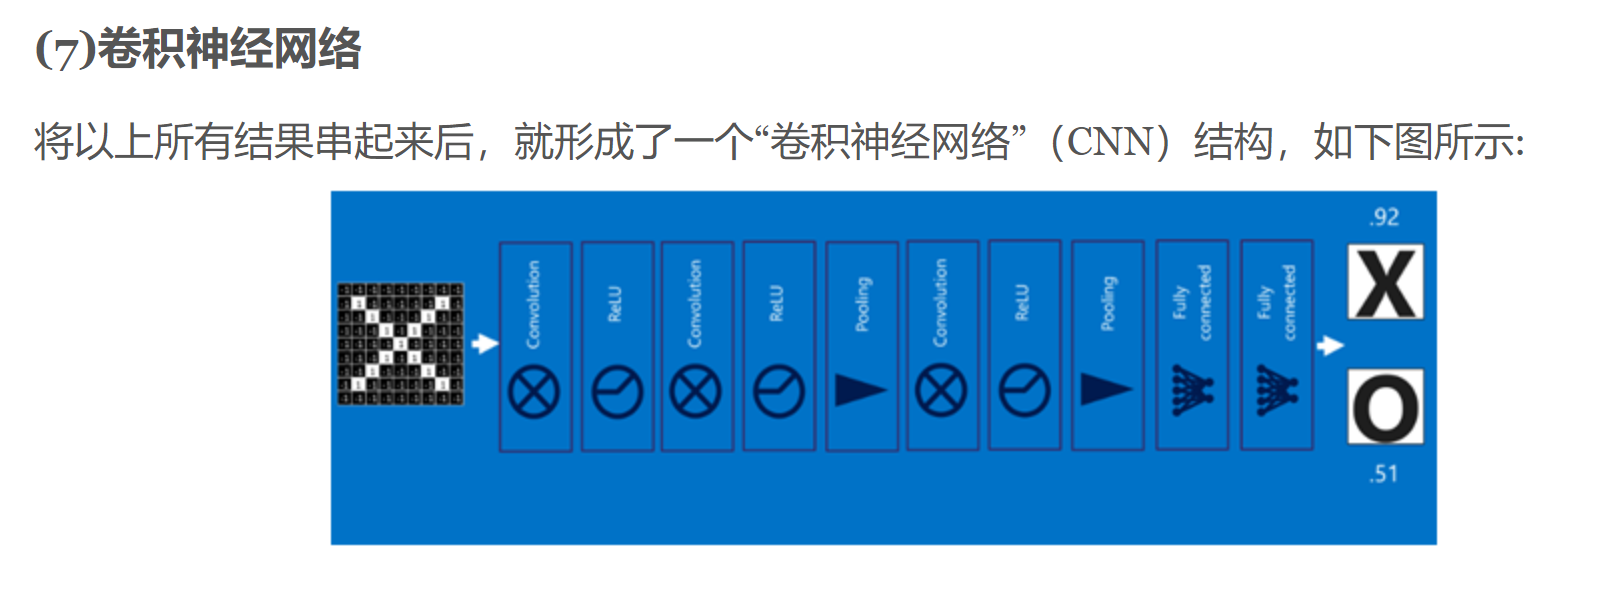 (7)卷积神经网络
将以上所有结果串起来后，就形成了一个“卷积神经网络”（CNN）结构，如下图所示:
Convolution
ReLU
Convolution
ReLU
Pooling
Convolution
ReLU
Pooling
Fully
connected
Fully
connected
.92
X
O
.51